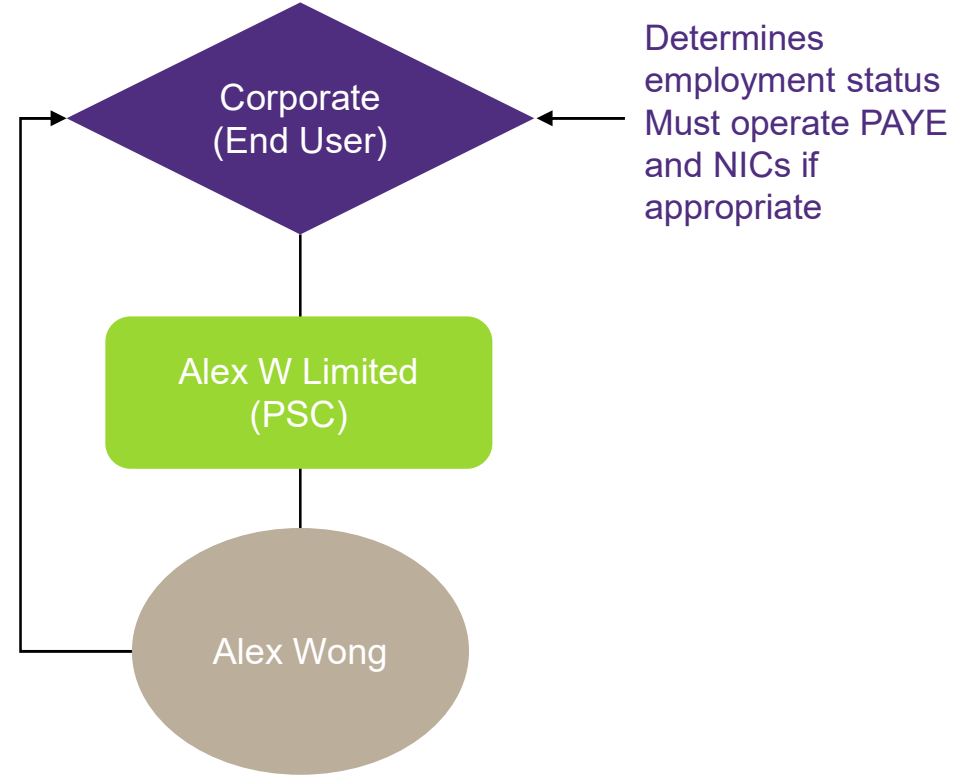 Corporate
(End User)
Determines
employment status
Must operate PAYE
and NICs if
appropriate
Alex W Limited
(PSC)
Alex Wong